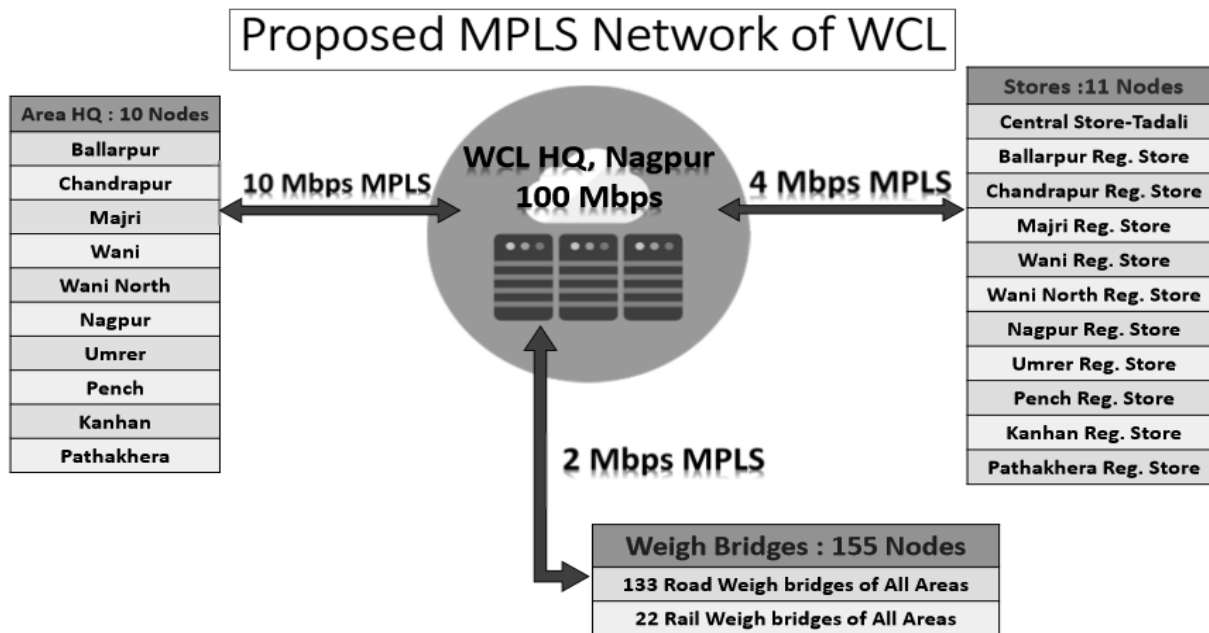 Proposed MPLS Network of WCL
Area HQ : 10 Nodes
Ballarpur
Chandrapur
Majri
Wani
Wani North
Nagpur
Umrer
Pench
Kanhan
Pathakhera
10 Mbps MPLS
WCL HQ, Nagpur
100 Mbps
4 Mbps MPLS
Stores :11 Nodes
Central Store-Tadali
Ballarpur Reg. Store
Chandrapur Reg. Store
Majri Reg. Store
Wani Reg. Store
Wani North Reg. Store
Nagpur Reg. Store
Umrer Reg. Store
Pench Reg. Store
Kanhan Reg. Store
Pathakhera Reg. Store
2 Mbps MPLS
Weigh Bridges : 155 Nodes
133 Road Weigh bridges of All Areas
22 Rail Weigh bridges of All Areas